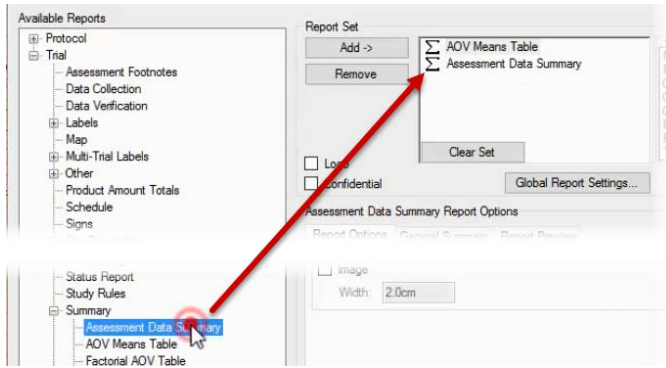 Available Reports
Protocol
Trial
Assessment Footnotes
Data Collection
Data Verification
Labels
Map
Multi-Trial Labels
Other
Product Amount Totals
Schedule
Signs
Status Report
Study Rules
Summary
Assessment Data Summary
AOV Means Table
Factorial AOV Table
Report Set
Add ->
Remove
Σ AOV Means Table
Σ Assessment Data Summary
Clear Set
Confidential
Global Report Settings...
Assessment Data Summary Report Options
Report Options General Summary Report Preview
Image
Width: 2.0cm